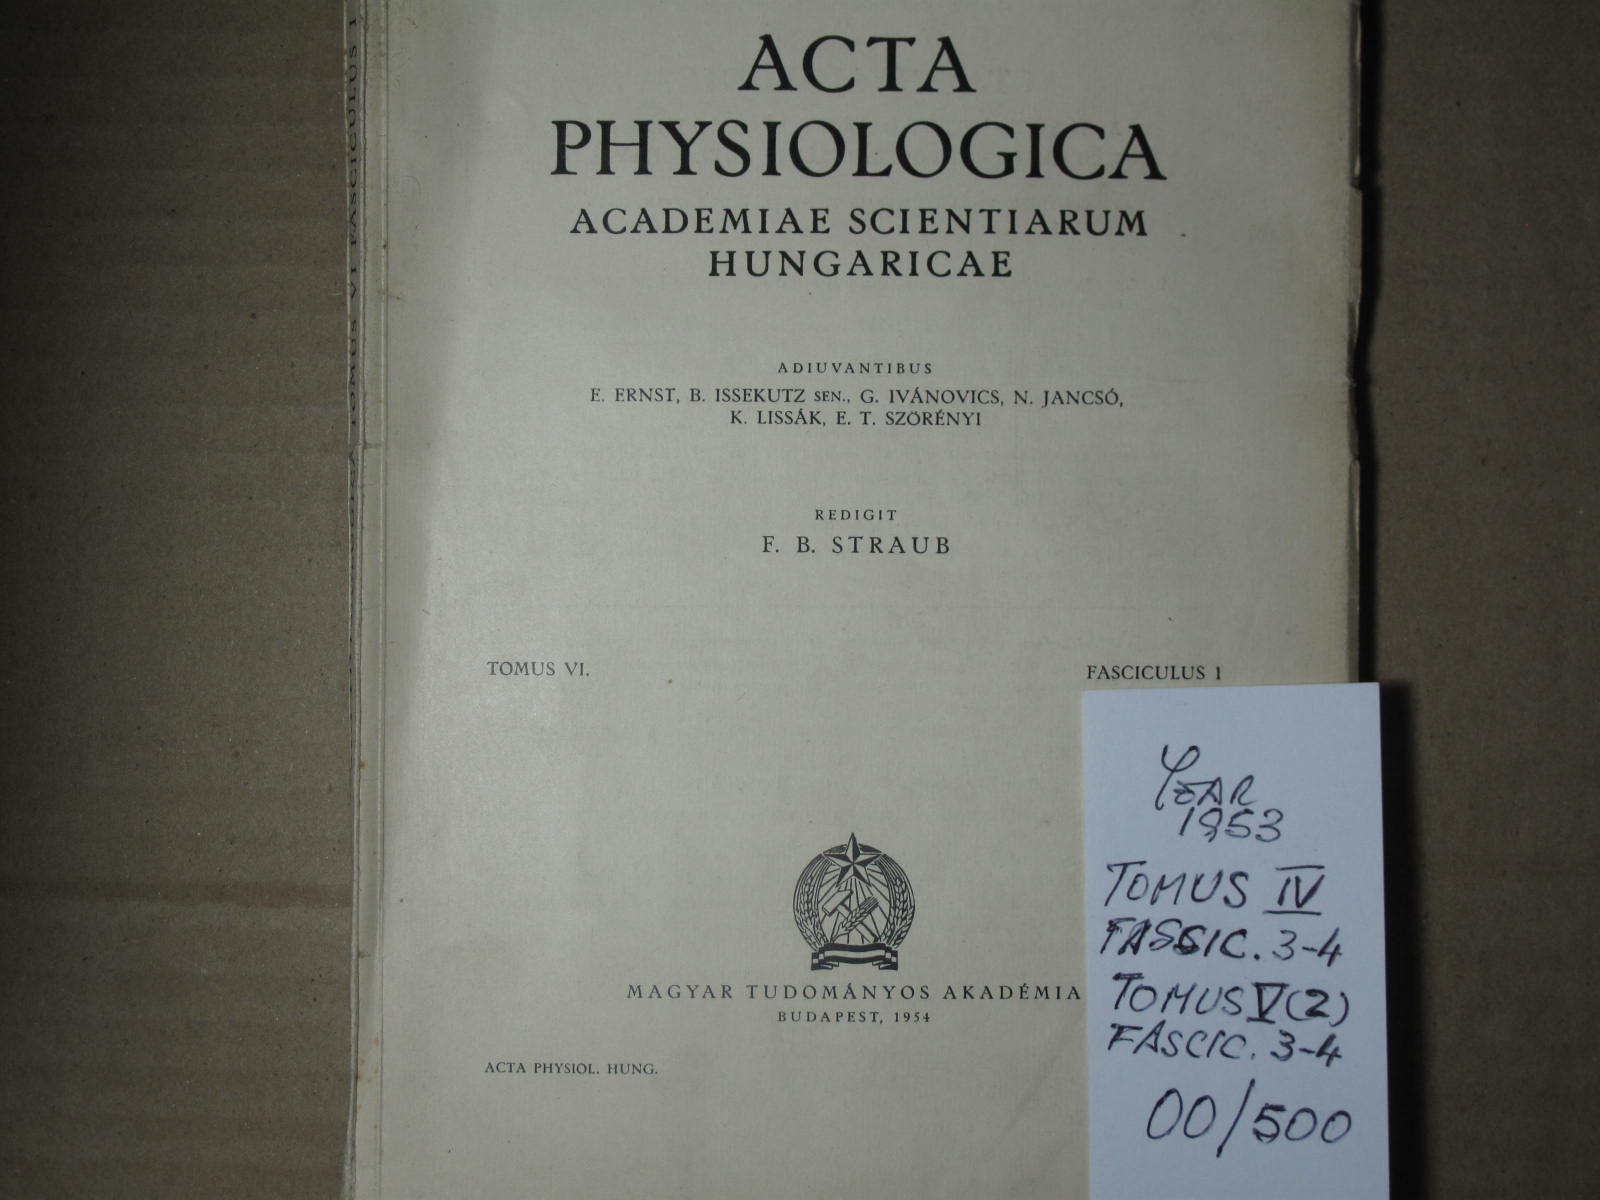 ACTA
PHYSIOLOGICA
ACADEMIAE SCIENTIARUM
HUNGARICAE
ADIUVANTIBUS
E. ERNST, B. ISSEKUTZ SEN., G. IVÁNOVICS, N. JANCSÓ,
K. LISSÁK, E. T. SZÖRÉNYI
REDIGIT
F. B. STRAUB
TOMUS VI.
FASCICULUS 1
MAGYAR TUDOMÁNYOS AKADÉMIA
BUDAPEST, 1954
ACTA PHYSIOL. HUNG.
TOMUS VI FASCICULUS 1
YEAR
1953
TOMUS IV
FASSIC. 3-4
TOMUS V (2)
FASCIC. 3-4
00/500